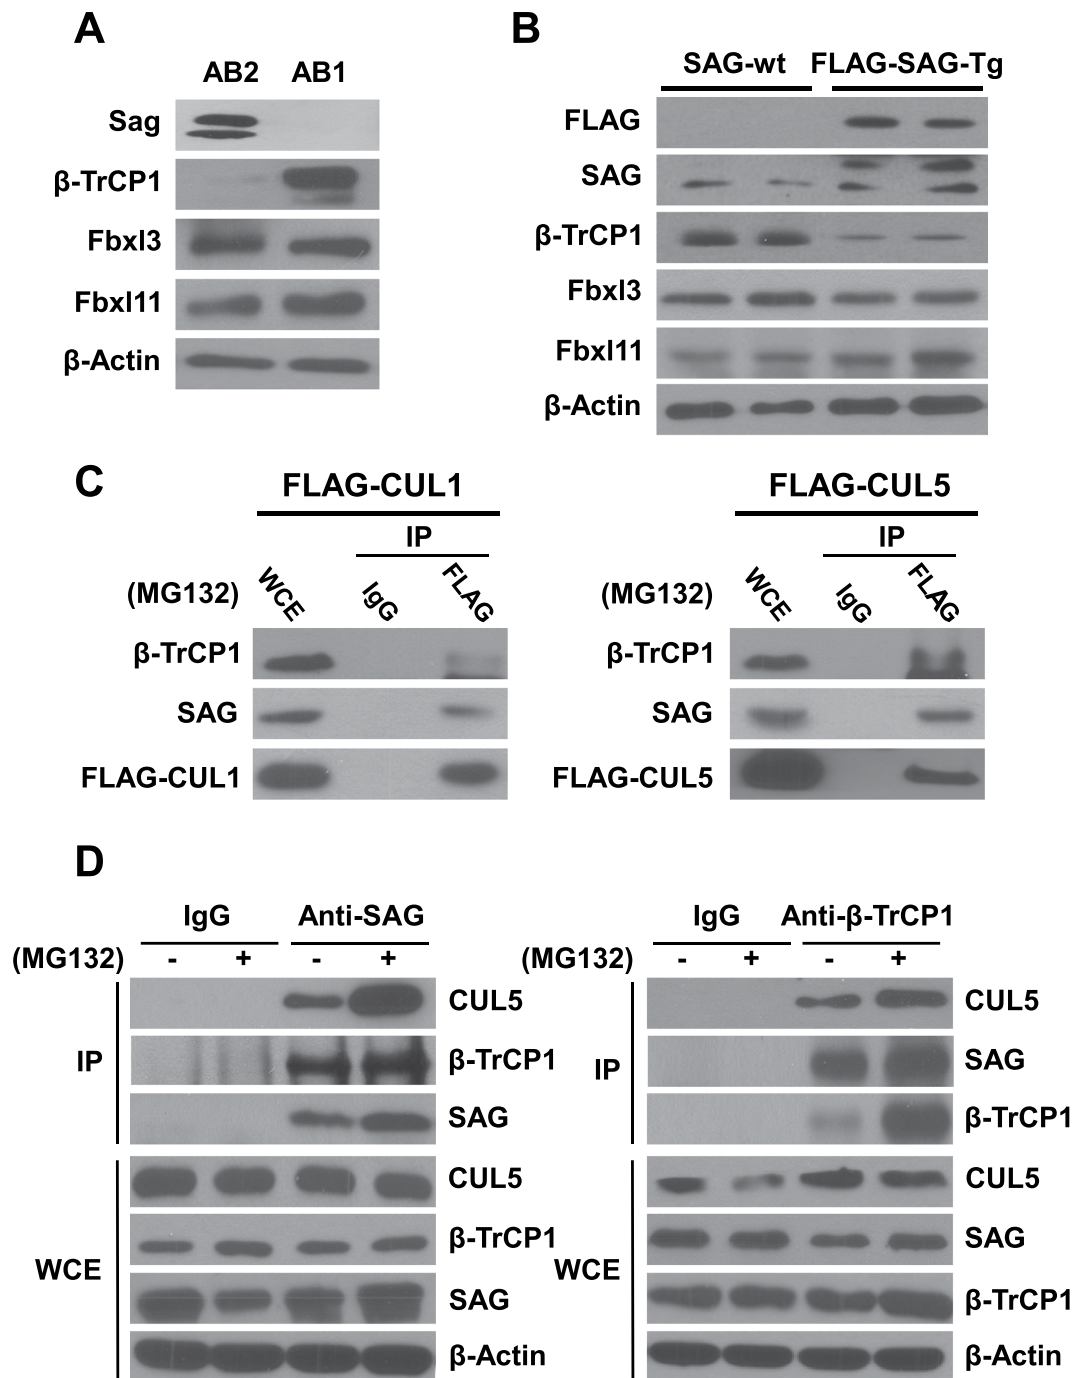 A
AB2 AB1
Sag
β-TrCP1
Fbxl3
Fbxl11
β-Actin
B
SAG-wt FLAG-SAG-Tg
FLAG
SAG
β-TrCP1
Fbxl3
Fbxl11
β-Actin
C
FLAG-CUL1
IP
(MG132) WCE IgG FLAG
β-TrCP1
SAG
FLAG-CUL1
FLAG-CUL5
IP
(MG132) WCE IgG FLAG
β-TrCP1
SAG
FLAG-CUL5
D
IgG Anti-SAG
(MG132) - + - +
IP
CUL5
β-TrCP1
SAG
WCE
CUL5
β-TrCP1
SAG
β-Actin
IgG Anti-β-TrCP1
(MG132) - + - +
IP
CUL5
SAG
β-TrCP1
WCE
CUL5
SAG
β-TrCP1
β-Actin